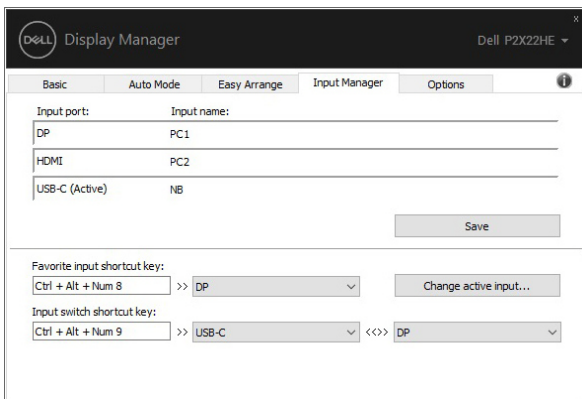 DELL Display Manager Dell P2X22HE
Basic Auto Mode Easy Arrange Input Manager Options
Input port: Input name:
DP PC1
HDMI PC2
USB-C (Active) NB
Save
Favorite input shortcut key:
Ctrl + Alt + Num 8 >> DP Change active input...
Input switch shortcut key:
Ctrl + Alt + Num 9 >> USB-C <<>> DP